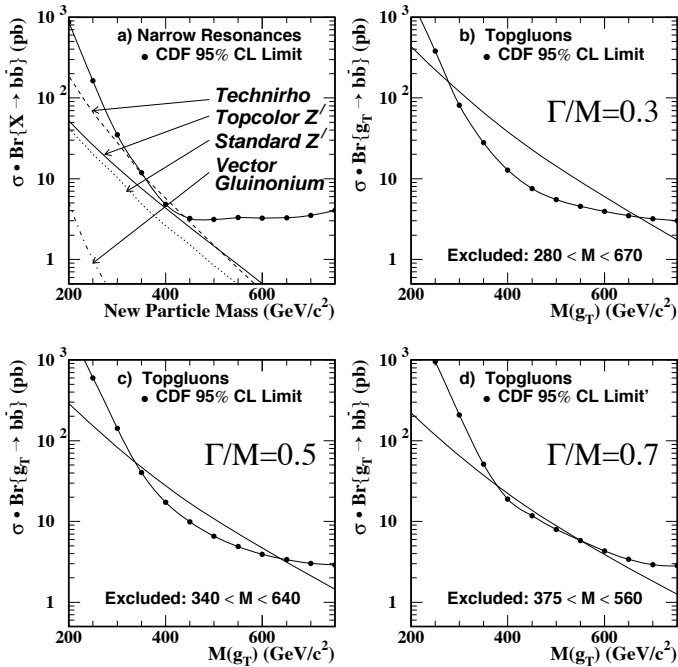 a) Narrow Resonances
• CDF 95% CL Limit
Technirho
Topcolor Z′
Standard Z′
Vector
Gluinonium
σ • Br{X → bb̄} (pb)
10³
10²
10
1
200
400
600
New Particle Mass (GeV/c²)
b) Topgluons
• CDF 95% CL Limit
Γ/M=0.3
Excluded: 280 < M < 670
σ • Br{g_T → bb̄} (pb)
10³
10²
10
1
200
400
600
M(g_T) (GeV/c²)
c) Topgluons
• CDF 95% CL Limit
Γ/M=0.5
Excluded: 340 < M < 640
σ • Br{g_T → bb̄} (pb)
10³
10²
10
1
200
400
600
M(g_T) (GeV/c²)
d) Topgluons
• CDF 95% CL Limit'
Γ/M=0.7
Excluded: 375 < M < 560
σ • Br{g_T → bb̄} (pb)
10³
10²
10
1
200
400
600
M(g_T) (GeV/c²)